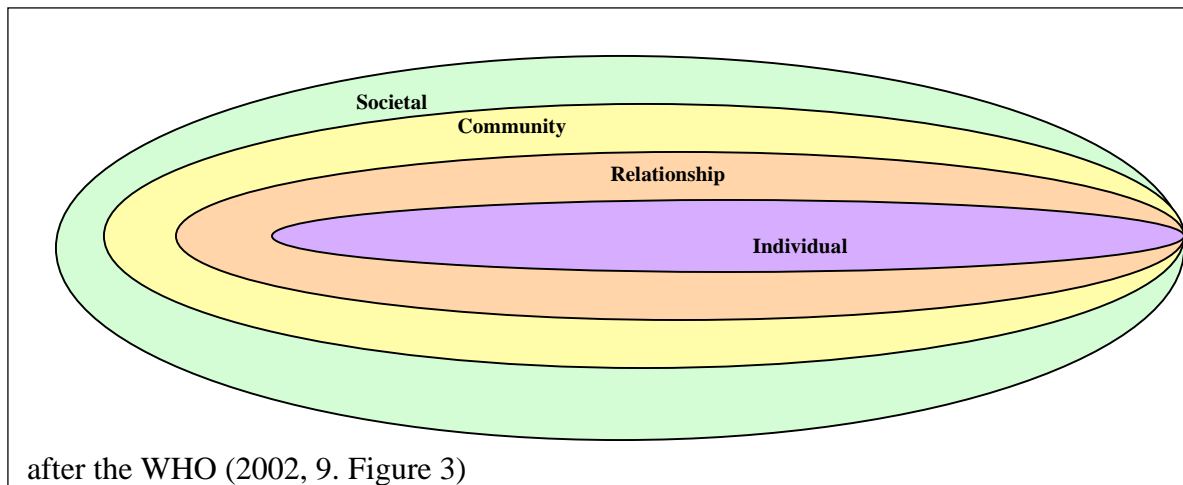 Societal
Community
Relationship
Individual
after the WHO (2002, 9. Figure 3)